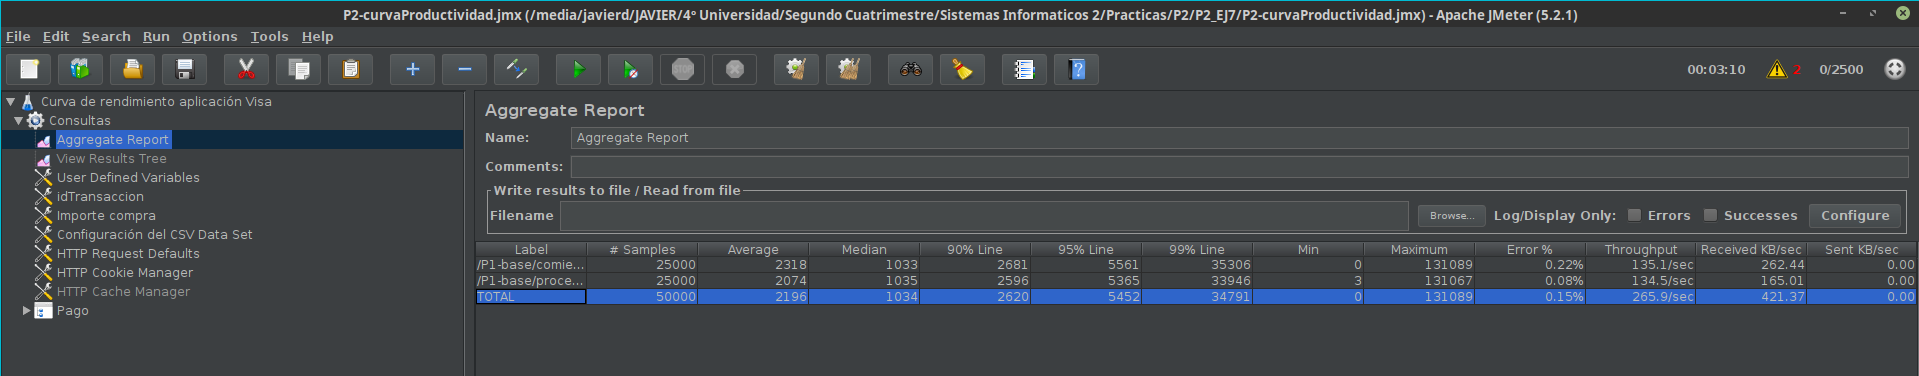 P2-curvaProductividad.jmx (/media/javierd/JAVIER/4º Universidad/Segundo Cuatrimestre/Sistemas Informaticos 2/Practicas/P2/P2_EJ7/P2-curvaProductividad.jmx) - Apache JMeter (5.2.1)
File Edit Search Run Options Tools Help
00:03:10 2 0/2500
Curva de rendimiento aplicación Visa
Consultas
Aggregate Report
View Results Tree
User Defined Variables
idTransaccion
Importe compra
Configuración del CSV Data Set
HTTP Request Defaults
HTTP Cookie Manager
HTTP Cache Manager
Pago
Aggregate Report
Name: Aggregate Report
Comments:
Write results to file / Read from file
Filename Browse... Log/Display Only: Errors Successes Configure
Label # Samples Average Median 90% Line 95% Line 99% Line Min Maximum Error % Throughput Received KB/sec Sent KB/sec
/P1-base/comie... 25000 2318 1033 2681 5561 35306 0 131089 0.22% 135.1/sec 262.44 0.00
/P1-base/proce... 25000 2074 1035 2596 5365 33946 3 131067 0.08% 134.5/sec 165.01 0.00
TOTAL 50000 2196 1034 2620 5452 34791 0 131089 0.15% 265.9/sec 421.37 0.00